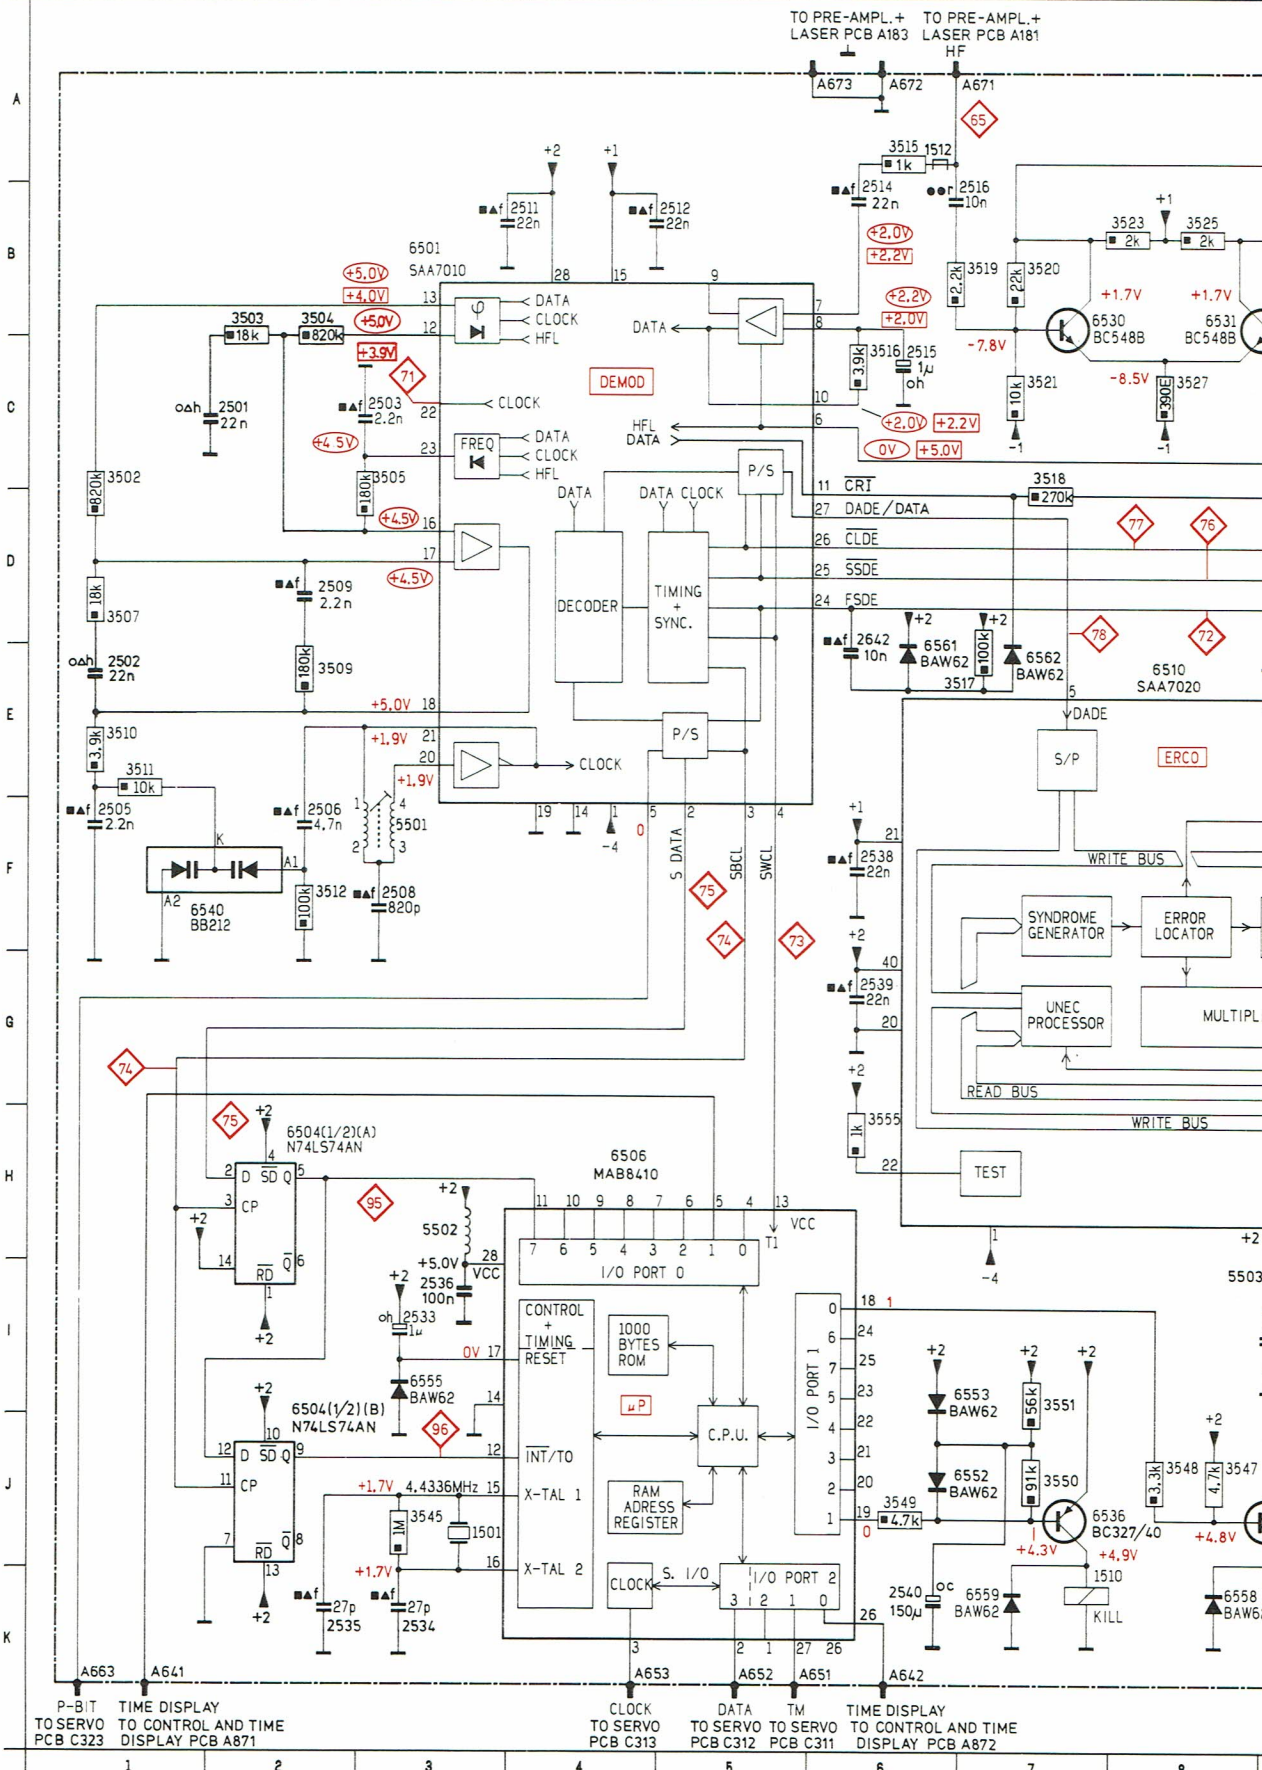 TO PRE-AMPL.+
LASER PCB A183
TO PRE-AMPL.+
LASER PCB A181
HF
A
A673
A672
A671
65
+2
+1
3515
1k
1512
■▲f 2511
22n
■▲f 2512
22n
■▲f 2514
22n
●●r 2516
10n
B
6501
SAA7010
28
15
9
+2.0V
+2.2V
3519
2.2k
3520
22k
3523
2k
+1
3525
2k
+5.0V
+4.0V
13
φ
DATA
CLOCK
HFL
7
+2.2V
+2.0V
+1.7V
+1.7V
3503
18k
3504
820k
+5.0V
12
DATA
8
6530
BC548B
6531
BC548B
+3.9V
71
DEMOD
3516
3.9k
2515
1µ
oh
-7.8V
-8.5V
C
o▵h 2501
22n
■▲f 2503
2.2n
22
CLOCK
10
3521
10k
3527
390E
+2.0V
+2.2V
6
HFL
DATA
0V
+5.0V
-1
-1
+4.5V
23
FREQ
DATA
CLOCK
HFL
P/S
3502
820k
3505
180k
DATA
DATA CLOCK
11
CRI
3518
270k
+4.5V
16
27
DADE/DATA
77
76
26
CLDE
D
17
+4.5V
■▲f 2509
2.2n
18k
3507
DECODER
TIMING
+
SYNC.
25
SSDE
24
FSDE
+2
+2
78
72
■▲f 2642
10n
6561
BAW62
100k
3517
6562
BAW62
6510
SAA7020
o▵h 2502
22n
180k
3509
5
E
+5.0V
18
DADE
3510
3.9k
+1.9V
21
P/S
S/P
ERCO
20
+1.9V
CLOCK
3511
10k
■▲f 2505
2.2n
■▲f 2506
4.7n
1
4
5501
2
3
19
14
1
-4
5
0
2
3
4
+1
21
F
K
A1
A2
6540
BB212
3512
100k
■▲f 2508
820p
S DATA
SBCL
SWCL
■▲f 2538
22n
WRITE BUS
75
SYNDROME
GENERATOR
ERROR
LOCATOR
74
73
+2
40
G
■▲f 2539
22n
20
UNEC
PROCESSOR
MULTIPL
74
+2
READ BUS
75
+2
6504(1/2)(A)
N74LS74AN
3555
1k
WRITE BUS
H
4
2
D SD Q
5
3
CP
6506
MAB8410
22
TEST
95
+2
+2
5502
11 10 9 8 7 6 5 4 13
VCC
T1
14
Q
6
RD
1
+5.0V
28
VCC
7 6 5 4 3 2 1 0
I/O PORT 0
1
-4
+2
5503
+2
2536
100n
I
oh 2533
1µ
+2
CONTROL
+
TIMING
RESET
1000
BYTES
ROM
I/O PORT 1
0
18
1
6
24
7
25
5
23
4
22
3
21
2
20
1
19
0
0V
17
+2
+2
+2
6555
BAW62
µP
+2
6504(1/2)(B)
N74LS74AN
14
6553
BAW62
56k
3551
96
C.P.U.
+2
10
12
D SD Q
9
12
INT/TO
J
11
CP
+1.7V
4.4336MHz
15
X-TAL 1
RAM
ADRESS
REGISTER
6552
BAW62
91k
3550
3.3k
3548
4.7k
3547
1M
3545
1501
3549
4.7k
6536
BC327/40
+4.3V
+4.9V
+4.8V
7
Q
8
RD
13
+2
+1.7V
16
X-TAL 2
CLOCK
S. I/O
I/O PORT 2
3 2 1 0
1510
KILL
■▲f
27p
2535
■▲f
27p
2534
2540
150µ
oc
6559
BAW62
6558
BAW62
26
K
3
2
1
27
26
A663
A641
A653
A652
A651
A642
P-BIT
TO SERVO
PCB C323
TIME DISPLAY
TO CONTROL AND TIME
DISPLAY PCB A871
CLOCK
TO SERVO
PCB C313
DATA
TO SERVO
PCB C312
TM
TO SERVO
PCB C311
TIME DISPLAY
TO CONTROL AND TIME
DISPLAY PCB A872
1 2 3 4 5 6 7 8